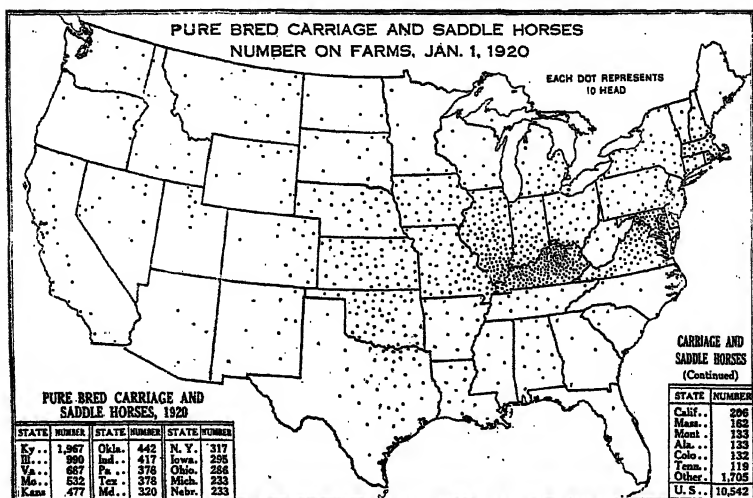 PURE BRED CARRIAGE AND SADDLE HORSES
NUMBER ON FARMS, JAN. 1, 1920
EACH DOT REPRESENTS
10 HEAD
PURE BRED CARRIAGE AND
SADDLE HORSES, 1920
STATE NUMBER STATE NUMBER STATE NUMBER
Ky.. 1,967 Okla. 442 N. Y. 317
Ill... 990 Ind.. 417 Iowa. 295
Va .. 687 Pa .. 378 Ohio. 286
Mo.. 532 Tex . 378 Mich. 233
Kans 477 Md.. 320 Nebr. 233
CARRIAGE AND
SADDLE HORSES
(Continued)
STATE NUMBER
Calif.. 206
Mass. 162
Mont. 133
Ala.. 133
Colo.. 132
Tenn. 119
Other. 1,705
U. S.. 10,542